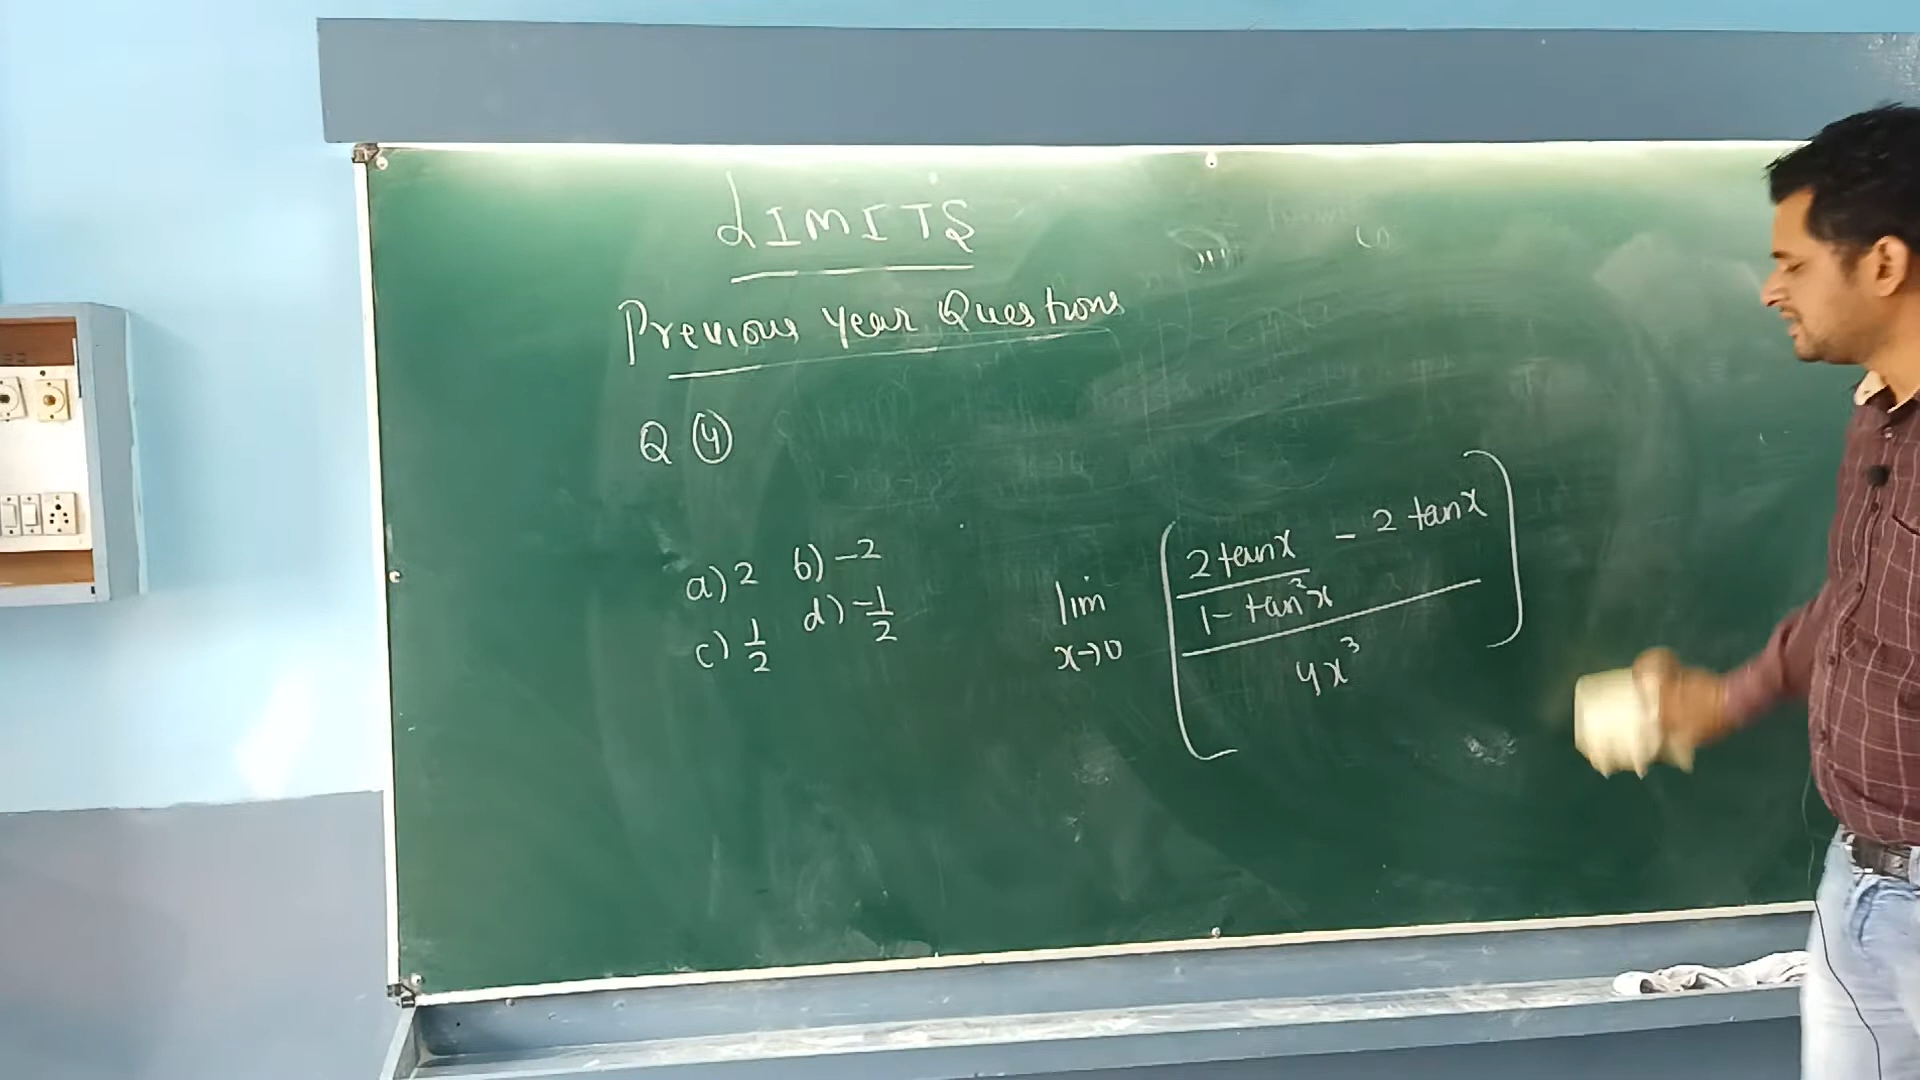 LIMITS
Previous year Questions
Q ④
a) 2 b) -2
c) 1/2 d) -1/2
lim x→0 [ (2 tanx / (1 - tan²x) - 2 tanx) / 4x³ ]